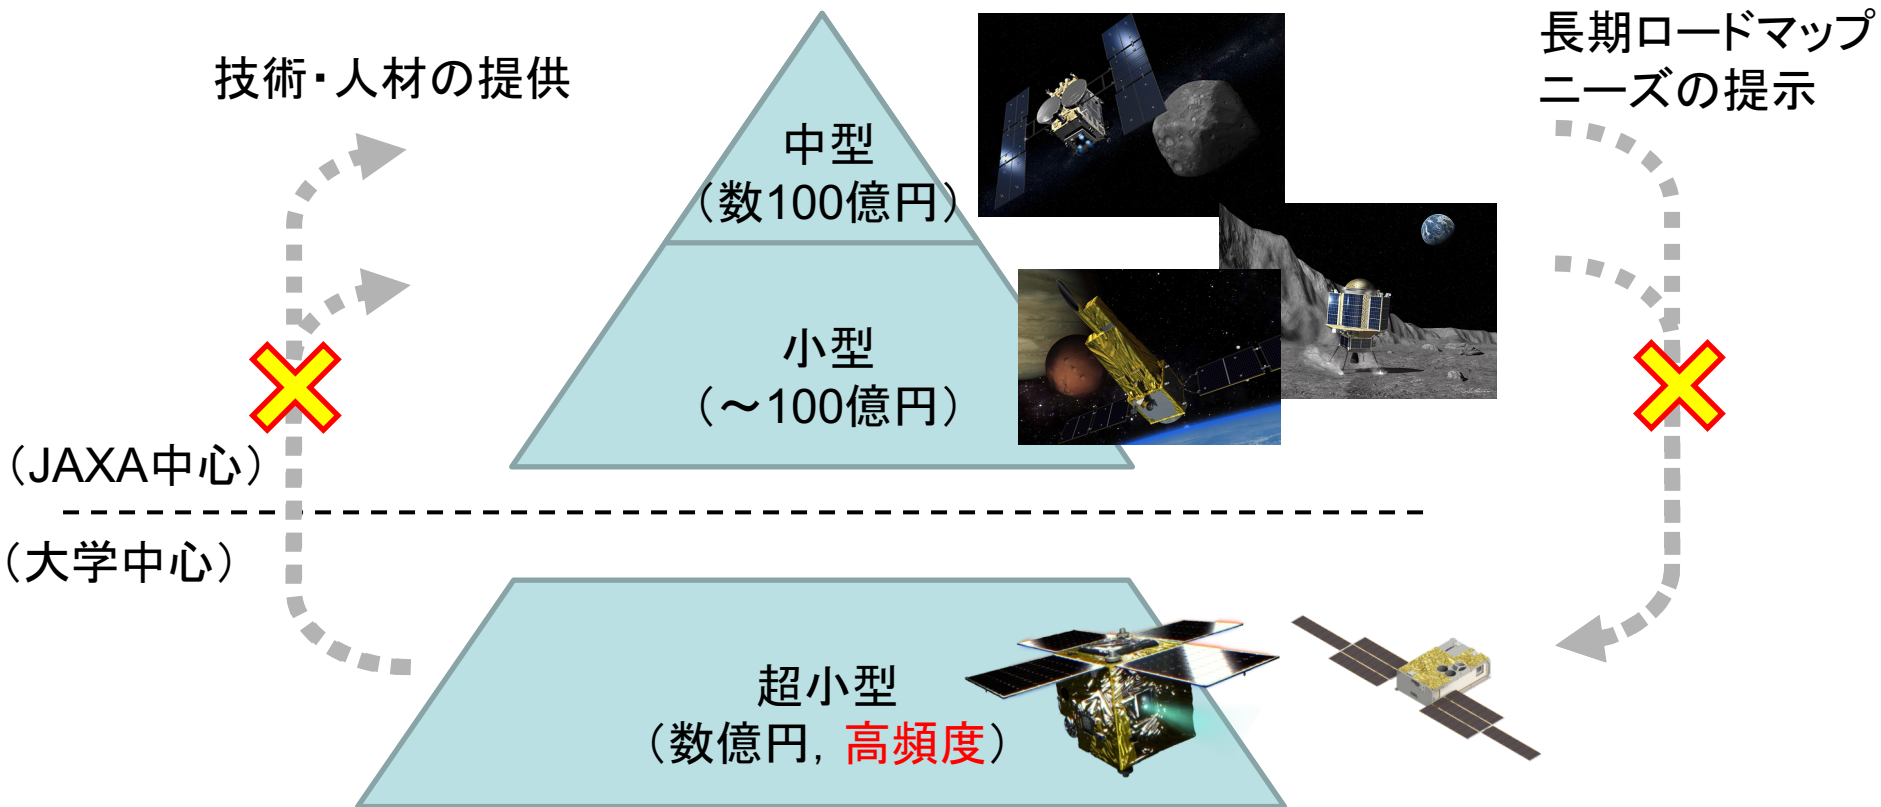 技術・人材の提供
長期ロードマップ
ニーズの提示
中型
（数100億円）
小型
（～100億円）
（JAXA中心）
（大学中心）
超小型
（数億円，高頻度）